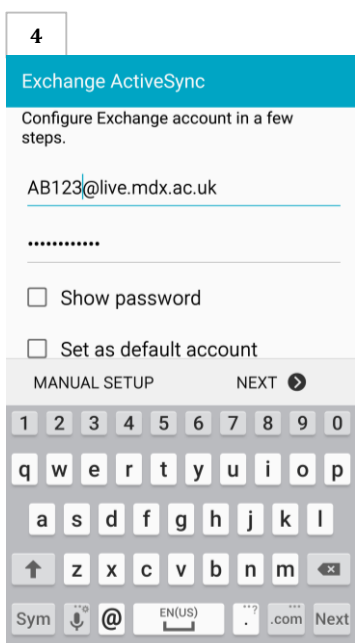 4
Exchange ActiveSync
Configure Exchange account in a few
steps.
AB123@live.mdx.ac.uk
••••••••••••
Show password
Set as default account
MANUAL SETUP NEXT
1 2 3 4 5 6 7 8 9 0
q w e r t y u i o p
a s d f g h j k l
z x c v b n m
Sym @ EN(US) . ? .com Next